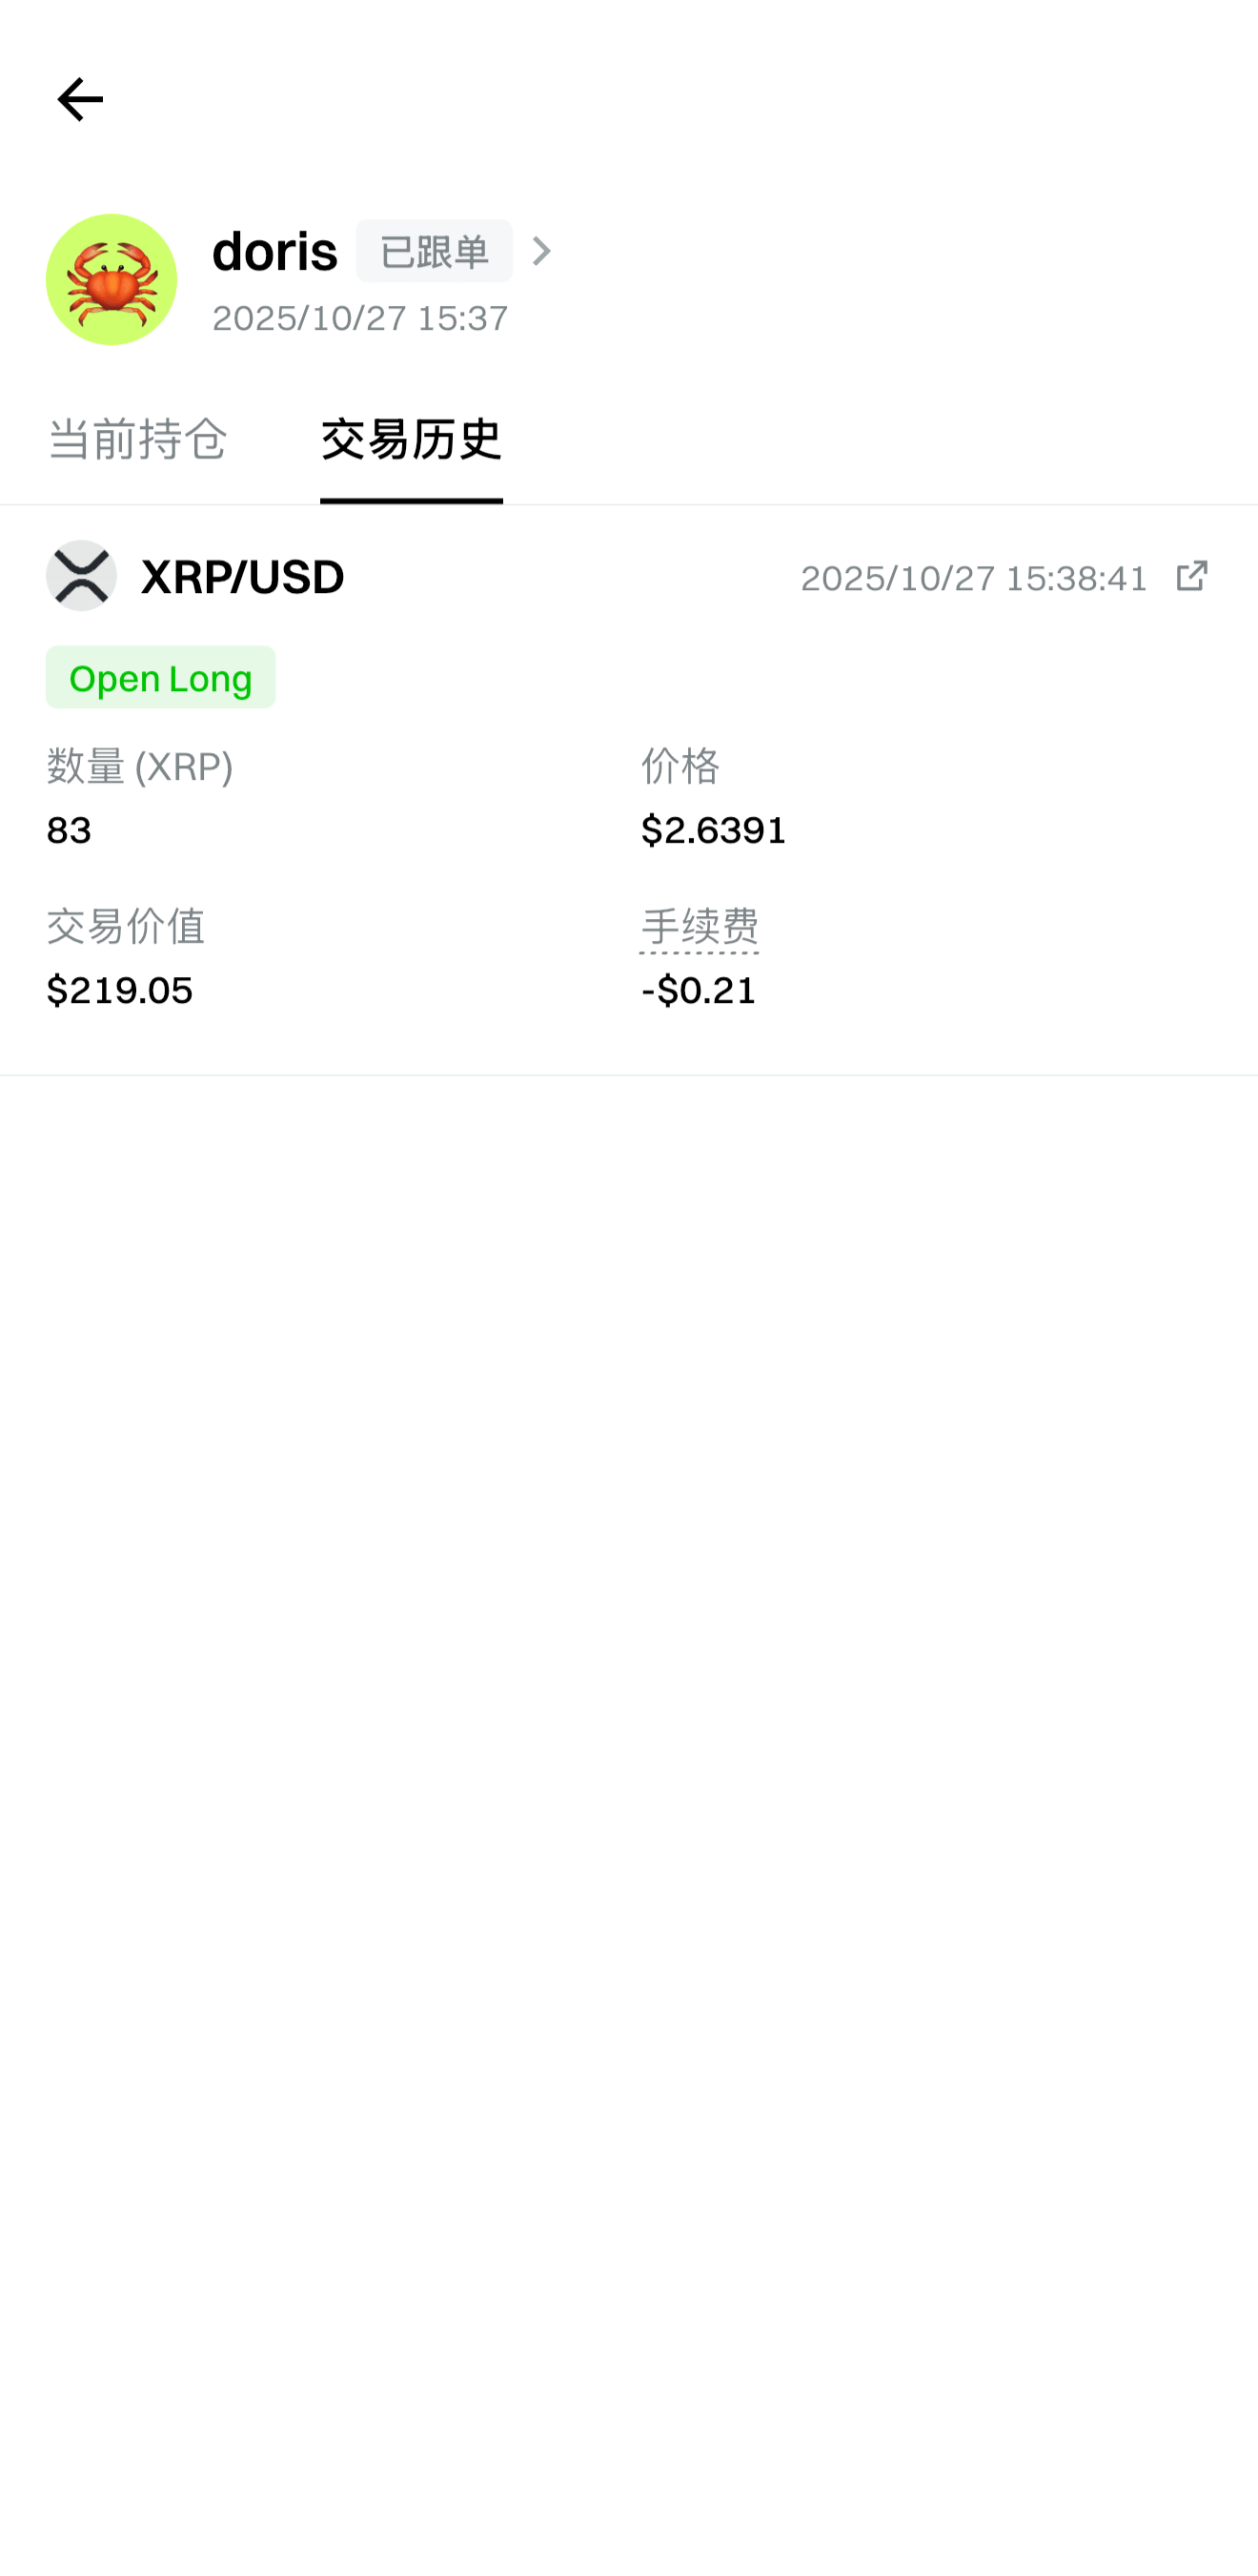 doris 已跟单
2025/10/27 15:37
当前持仓 交易历史
XRP/USD 2025/10/27 15:38:41
Open Long
数量 (XRP) 价格
83 $2.6391
交易价值 手续费
$219.05 -$0.21